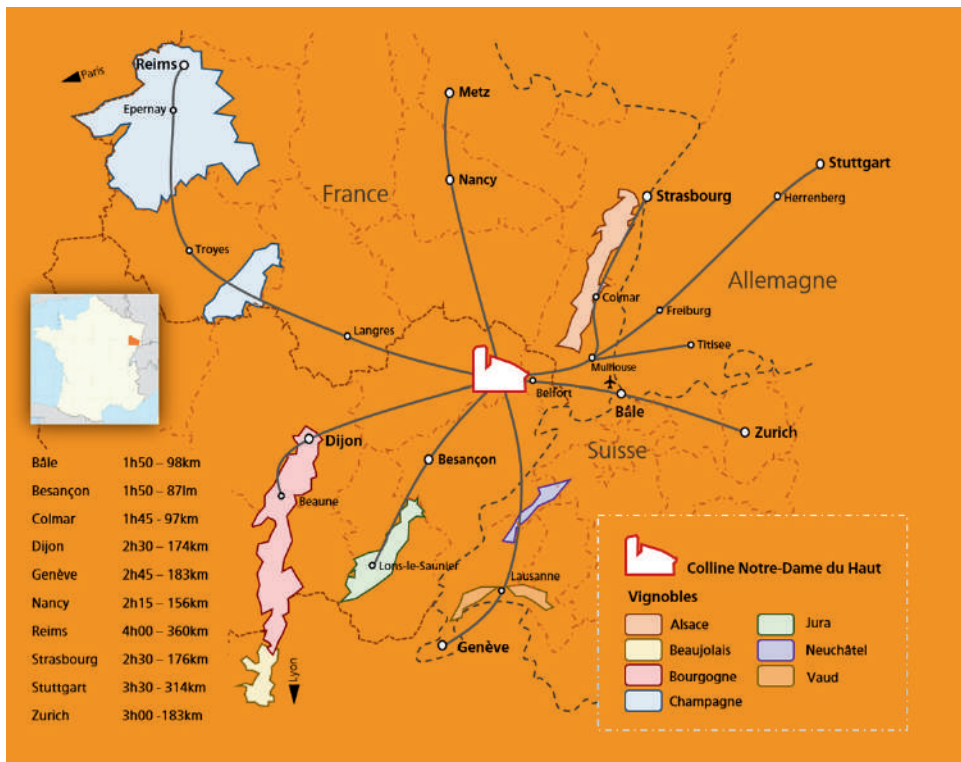 Reims
Paris
Epernay
Metz
Stuttgart
Nancy
France
Strasbourg
Herrenberg
Troyes
Allemagne
Colmar
Freiburg
Langres
Titisee
Mulhouse
Belfort
Bâle
Zurich
Dijon
Suisse
Besançon
Beaune
Lons-le-Saunier
Lausanne
Genève
Lyon
Bâle 1h50 – 98km
Besançon 1h50 – 87lm
Colmar 1h45 - 97km
Dijon 2h30 – 174km
Genève 2h45 – 183km
Nancy 2h15 – 156km
Reims 4h00 – 360km
Strasbourg 2h30 – 176km
Stuttgart 3h30 - 314km
Zurich 3h00 -183km
Colline Notre-Dame du Haut
Vignobles
Alsace
Beaujolais
Bourgogne
Champagne
Jura
Neuchâtel
Vaud